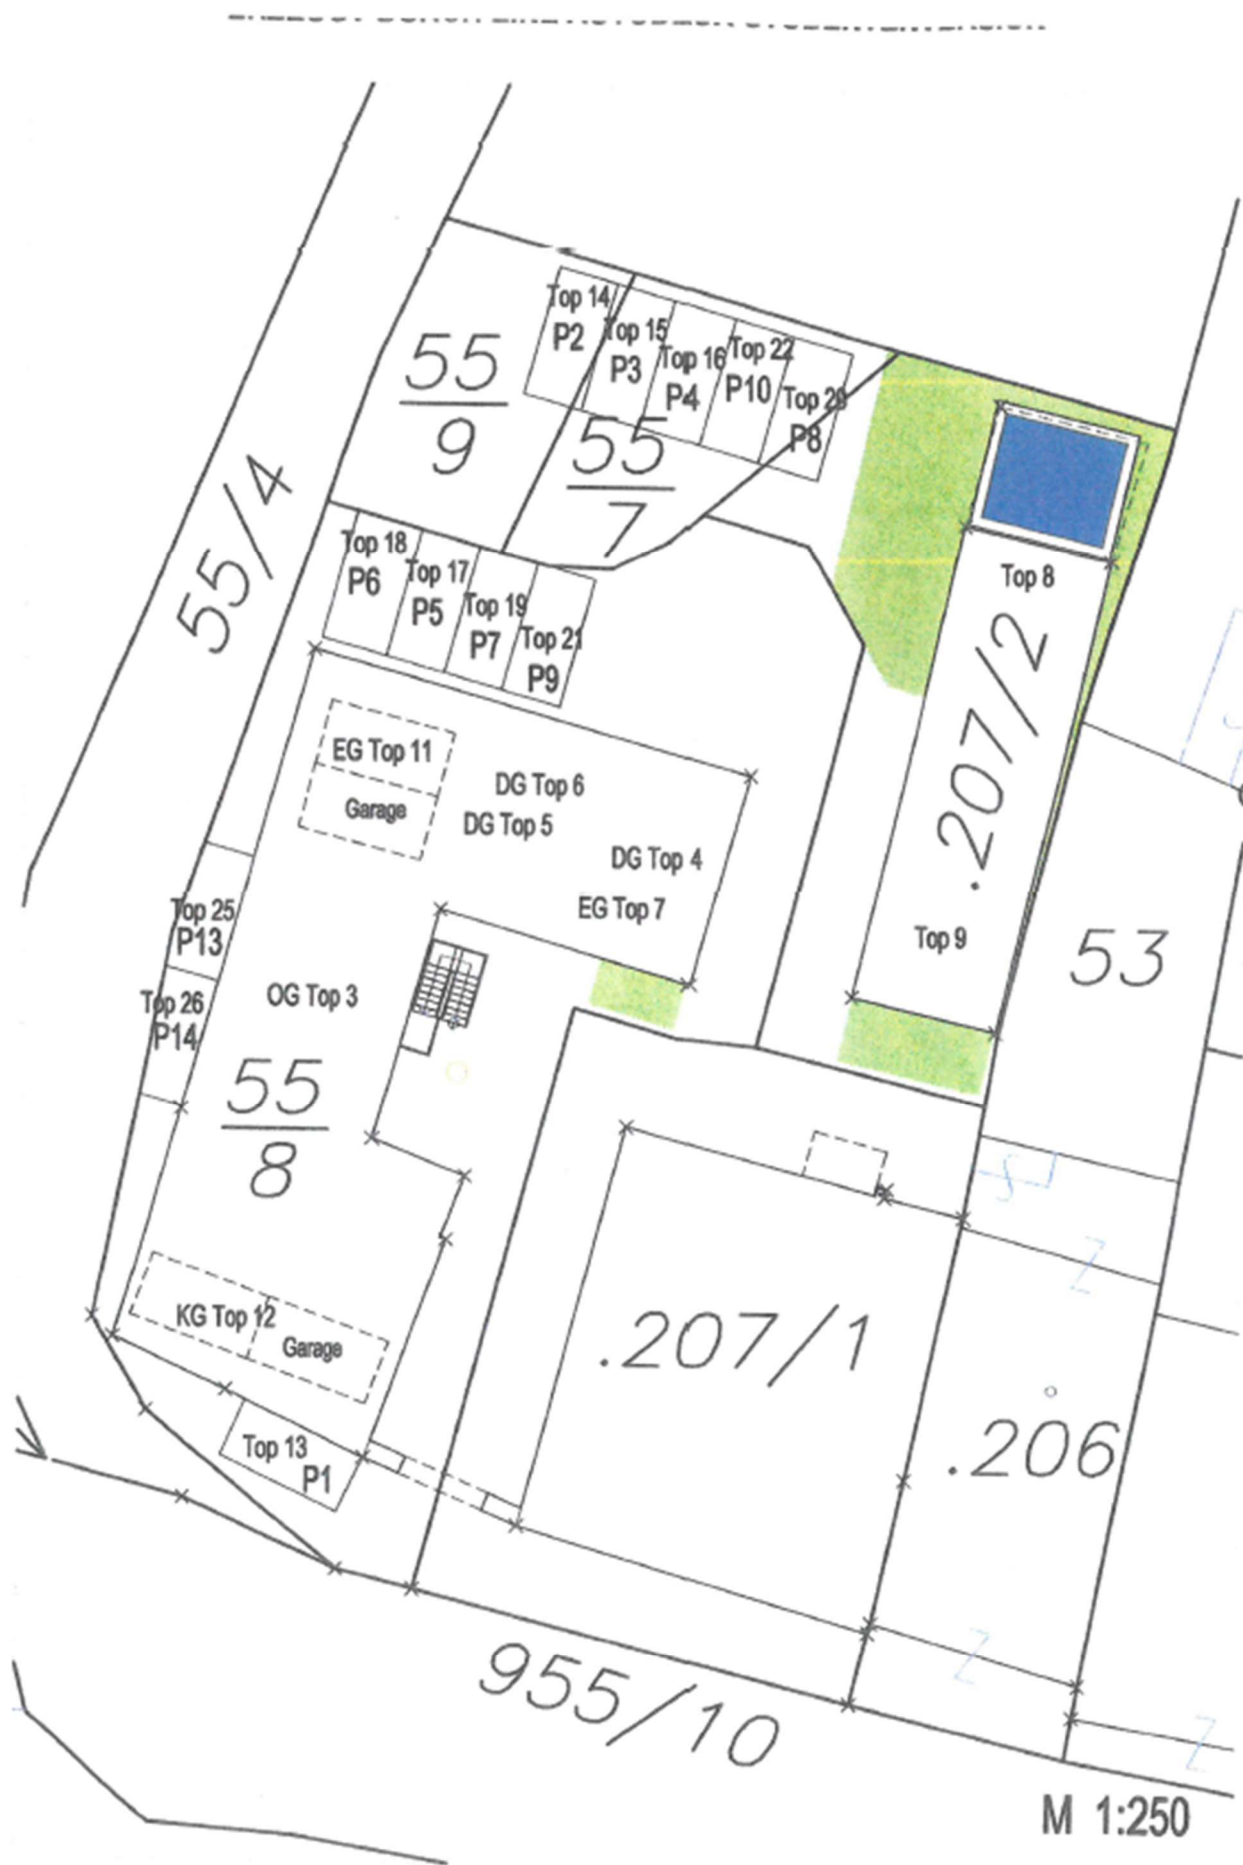 Top 14
P2
Top 15
P3
Top 16
P4
Top 22
P10
Top 20
P8
55
9
55
7
55/4
Top 18
P6
Top 17
P5
Top 19
P7
Top 21
P9
Top 8
.207/2
Top 9
EG Top 11
Garage
DG Top 6
DG Top 5
DG Top 4
EG Top 7
Top 25
P13
Top 26
P14
OG Top 3
53
55
8
KG Top 12
Garage
Top 13
P1
.207/1
.206
955/10
M 1:250